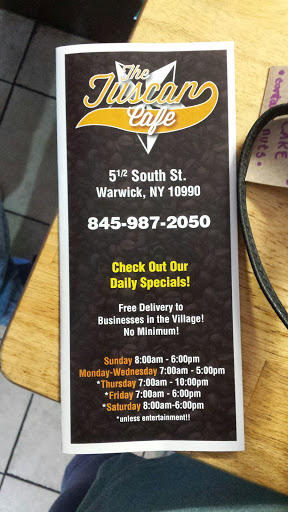 The
Tuscan
Cafe
5 1/2 South St.
Warwick, NY 10990
845-987-2050
Check Out Our
Daily Specials!
Free Delivery to
Businesses in the Village!
No Minimum!
Sunday 8:00am - 6:00pm
Monday-Wednesday 7:00am - 5:00pm
*Thursday 7:00am - 10:00pm
*Friday 7:00am - 6:00pm
*Saturday 8:00am-6:00pm
*unless entertainment!!